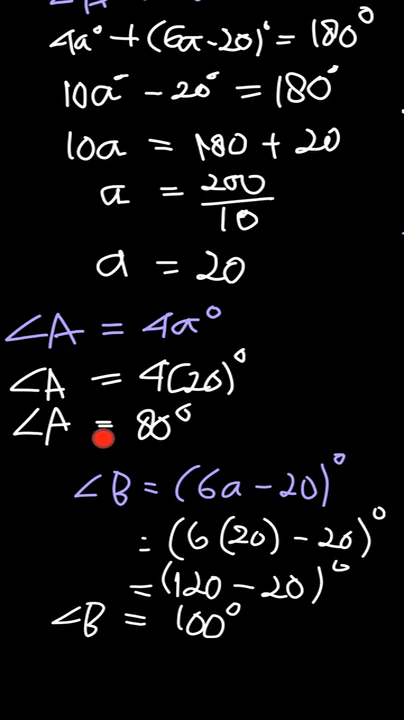 ∠A
4a° + (6a - 20)° = 180°
10a° - 20° = 180°
10a = 180 + 20
a = 200/10
a = 20
∠A = 4a°
∠A = 4(20)°
∠A = 80°
∠B = (6a - 20)°
= (6(20) - 20)°
= (120 - 20)°
∠B = 100°